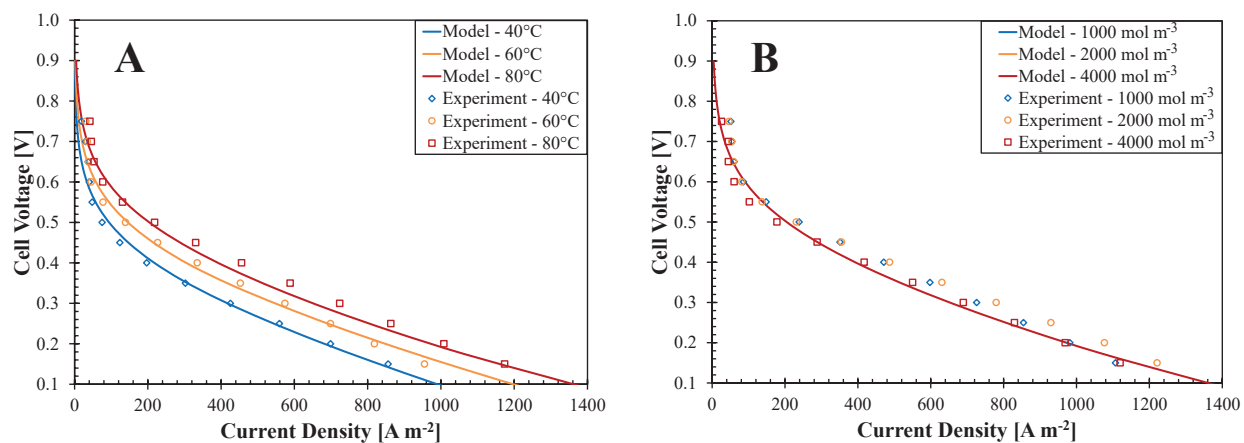 A
Cell Voltage [V]
1.0
0.9
0.8
0.7
0.6
0.5
0.4
0.3
0.2
0.1
0 200 400 600 800 1000 1200 1400
Current Density [A m-2]
Model - 40°C
Model - 60°C
Model - 80°C
Experiment - 40°C
Experiment - 60°C
Experiment - 80°C
B
Cell Voltage [V]
1.0
0.9
0.8
0.7
0.6
0.5
0.4
0.3
0.2
0.1
0 200 400 600 800 1000 1200 1400
Current Density [A m-2]
Model - 1000 mol m-3
Model - 2000 mol m-3
Model - 4000 mol m-3
Experiment - 1000 mol m-3
Experiment - 2000 mol m-3
Experiment - 4000 mol m-3